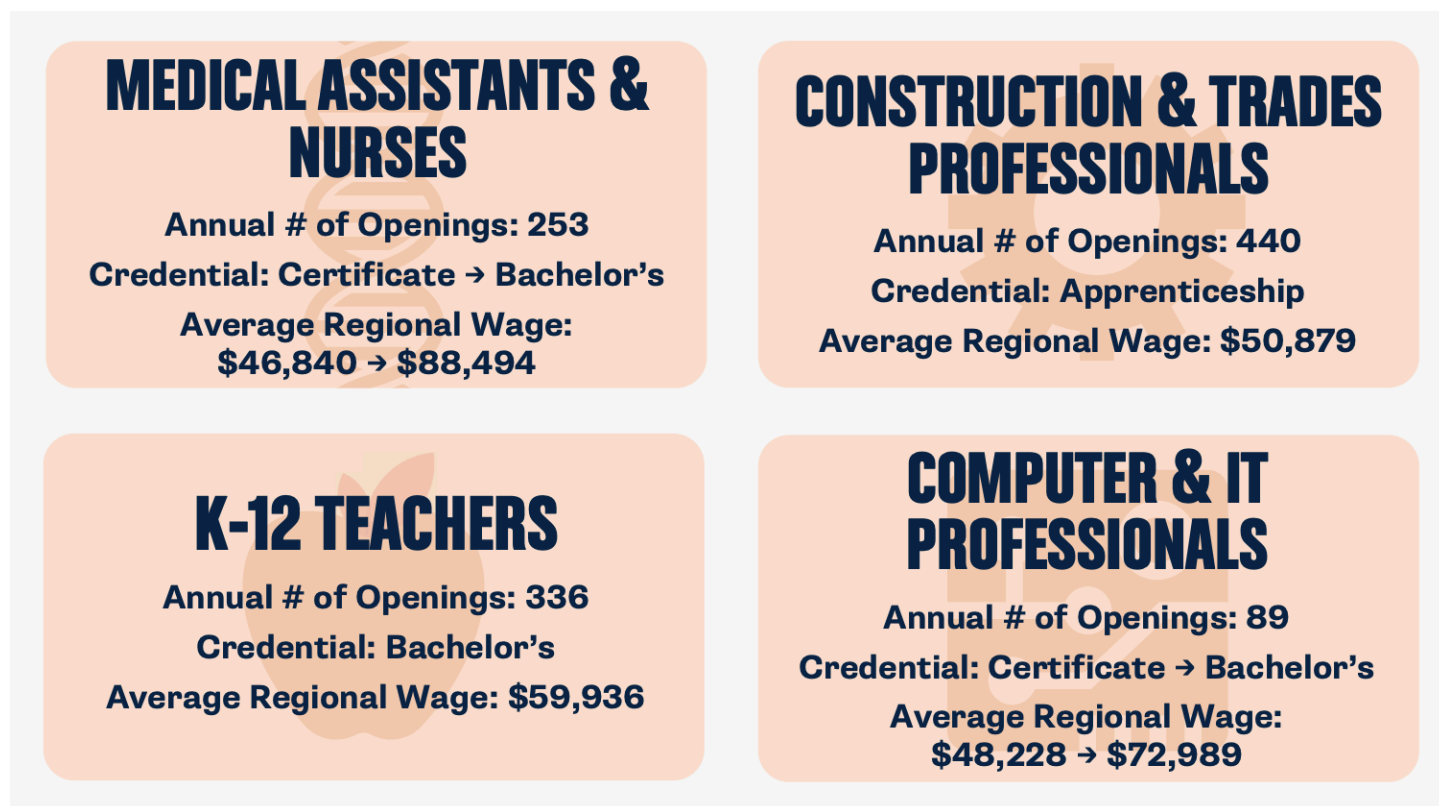 MEDICAL ASSISTANTS &
NURSES
Annual # of Openings: 253
Credential: Certificate → Bachelor’s
Average Regional Wage:
$46,840 → $88,494
CONSTRUCTION & TRADES
PROFESSIONALS
Annual # of Openings: 440
Credential: Apprenticeship
Average Regional Wage: $50,879
K-12 TEACHERS
Annual # of Openings: 336
Credential: Bachelor’s
Average Regional Wage: $59,936
COMPUTER & IT
PROFESSIONALS
Annual # of Openings: 89
Credential: Certificate → Bachelor’s
Average Regional Wage:
$48,228 → $72,989